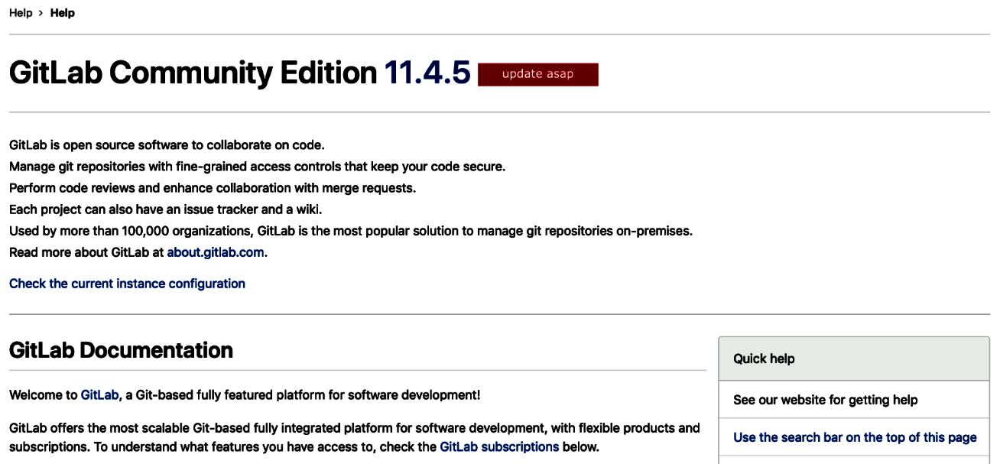 Help › Help
GitLab Community Edition 11.4.5 update asap
GitLab is open source software to collaborate on code.
Manage git repositories with fine-grained access controls that keep your code secure.
Perform code reviews and enhance collaboration with merge requests.
Each project can also have an issue tracker and a wiki.
Used by more than 100,000 organizations, GitLab is the most popular solution to manage git repositories on-premises.
Read more about GitLab at about.gitlab.com.
Check the current instance configuration
GitLab Documentation
Welcome to GitLab, a Git-based fully featured platform for software development!
GitLab offers the most scalable Git-based fully integrated platform for software development, with flexible products and
subscriptions. To understand what features you have access to, check the GitLab subscriptions below.
Quick help
See our website for getting help
Use the search bar on the top of this page